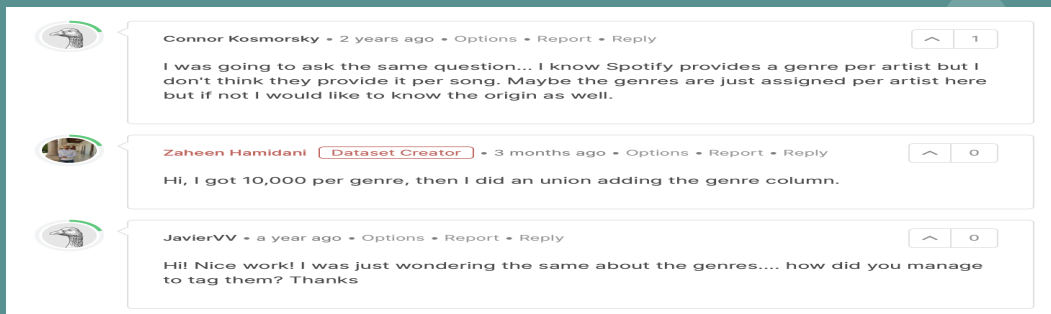 Connor Kosmorsky • 2 years ago • Options • Report • Reply 1
I was going to ask the same question... I know Spotify provides a genre per artist but I
don't think they provide it per song. Maybe the genres are just assigned per artist here
but if not I would like to know the origin as well.
Zaheen Hamidani Dataset Creator • 3 months ago • Options • Report • Reply 0
Hi, I got 10,000 per genre, then I did an union adding the genre column.
JavierVV • a year ago • Options • Report • Reply 0
Hi! Nice work! I was just wondering the same about the genres.... how did you manage
to tag them? Thanks